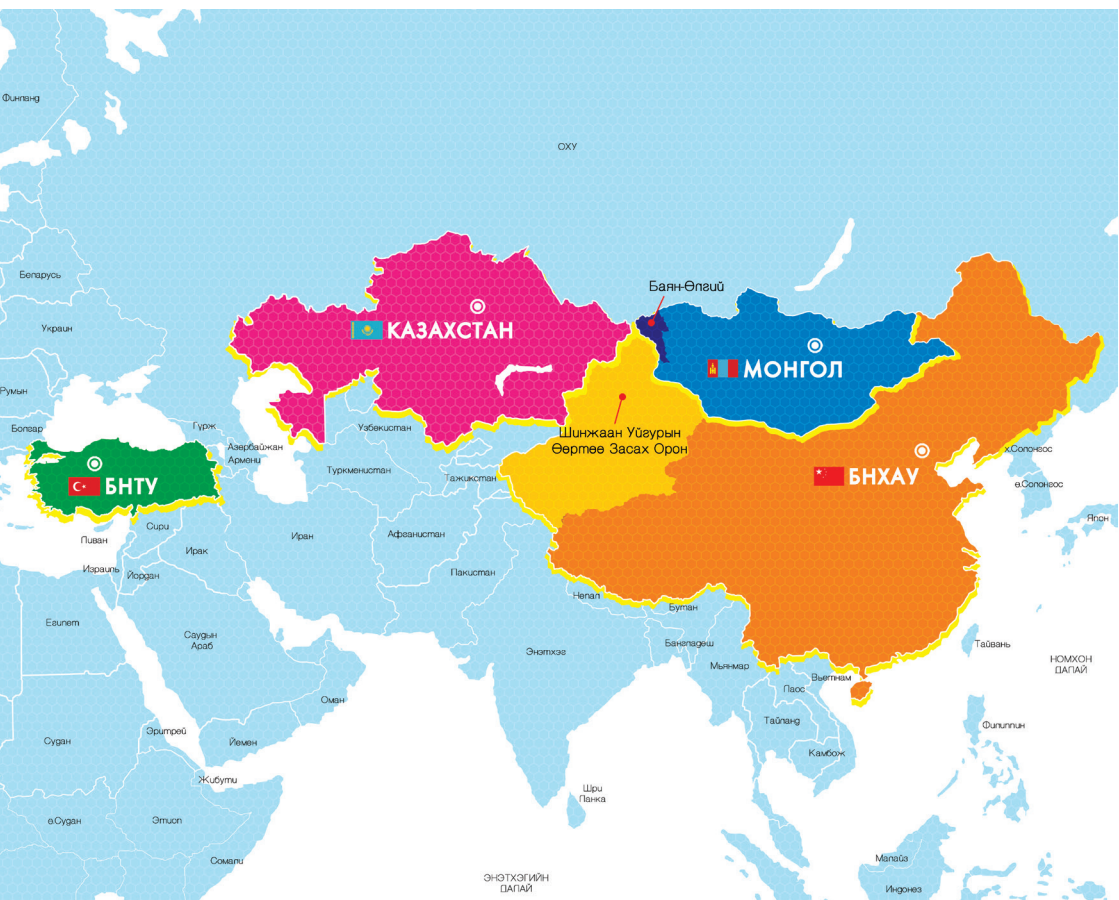 Финланд
ОХУ
Беларусь
Украин
Румын
Болгар
Гүрж
Азербайжан
Армени
Баян-Өлгий
КАЗАХСТАН
МОНГОЛ
Узбекистан
Туркменистан
Тажикстан
Шинжаан Уйгурын
Өөртөө Засах Орон
БНТУ
БНХАУ
х.Солонгос
ө.Солонгос
Япон
Сири
Ливан
Ирак
Израиль
Йордан
Иран
Афганистан
Пакистан
Непал
Бутан
Бангладеш
Мьянмар
Энэтхэг
Египет
Саудын
Араб
Оман
Йемен
Эритрей
Судан
Жибути
ө.Судан
Этиоп
Сомали
Вьетнам
Лаос
Тайланд
Камбож
Тайвань
НОМХОН
ДАЛАЙ
Филиппин
Шри
Ланка
Малайз
Индонез
ЭНЭТХЭГИЙН
ДАЛАЙ